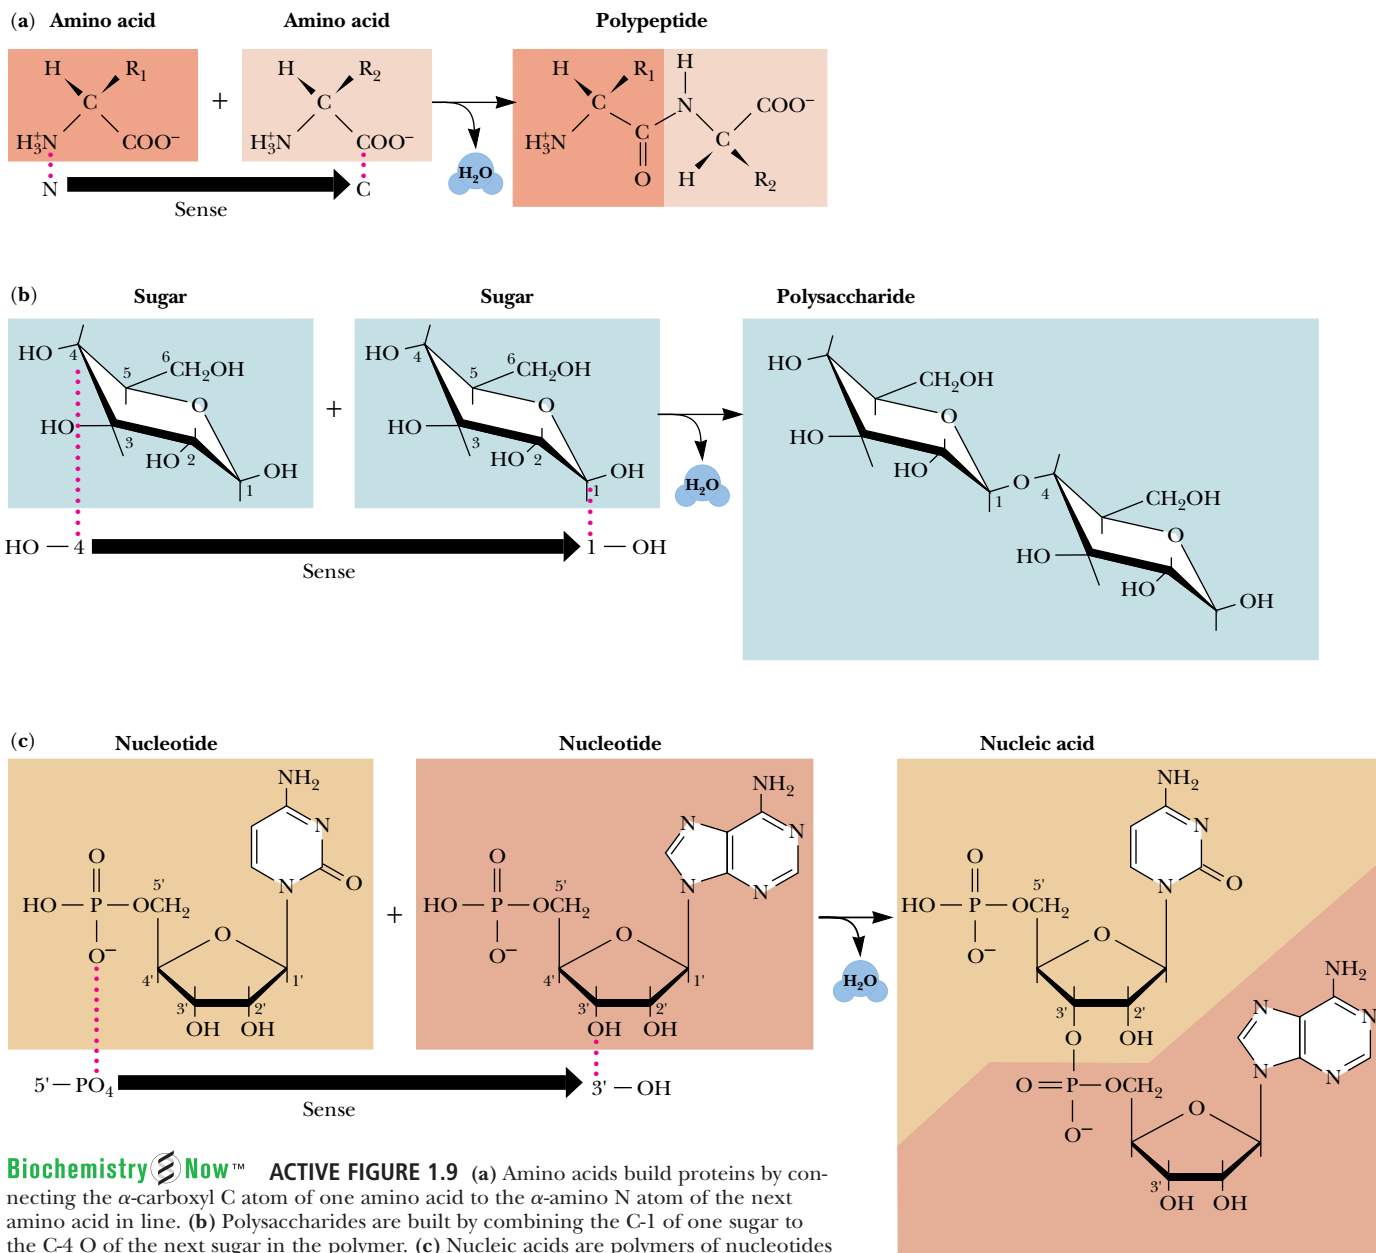 (a) Amino acid Amino acid Polypeptide
H R₁ C H₃⁺N COO⁻
+
H R₂ C H₃⁺N COO⁻
H₂O
H R₁ C H₃⁺N C O N H C H R₂ COO⁻
N C
Sense
(b) Sugar Sugar Polysaccharide
HO 4 6 CH₂OH 5 O HO 3 HO 2 OH 1
+
HO 4 6 CH₂OH 5 O HO 3 HO 2 OH 1
H₂O
HO CH₂OH O HO HO 1 O 4 CH₂OH O HO HO OH
HO — 4 1 — OH
Sense
(c) Nucleotide Nucleotide Nucleic acid
NH₂ N N O O HO — P — OCH₂ 5' O⁻ O 4' 1' 3' 2' OH OH
+
NH₂ N N N N O HO — P — OCH₂ 5' O⁻ O 4' 1' 3' 2' OH OH
H₂O
NH₂ N N O O HO — P — OCH₂ 5' O⁻ O 3' 2' O OH
NH₂ N N N N O = P — OCH₂ O⁻ O 3' OH OH
5' — PO₄ 3' — OH
Sense
Biochemistry Now™ ACTIVE FIGURE 1.9 (a) Amino acids build proteins by con-
necting the α-carboxyl C atom of one amino acid to the α-amino N atom of the next
amino acid in line. (b) Polysaccharides are built by combining the C-1 of one sugar to
the C-4 O of the next sugar in the polymer. (c) Nucleic acids are polymers of nucleotides